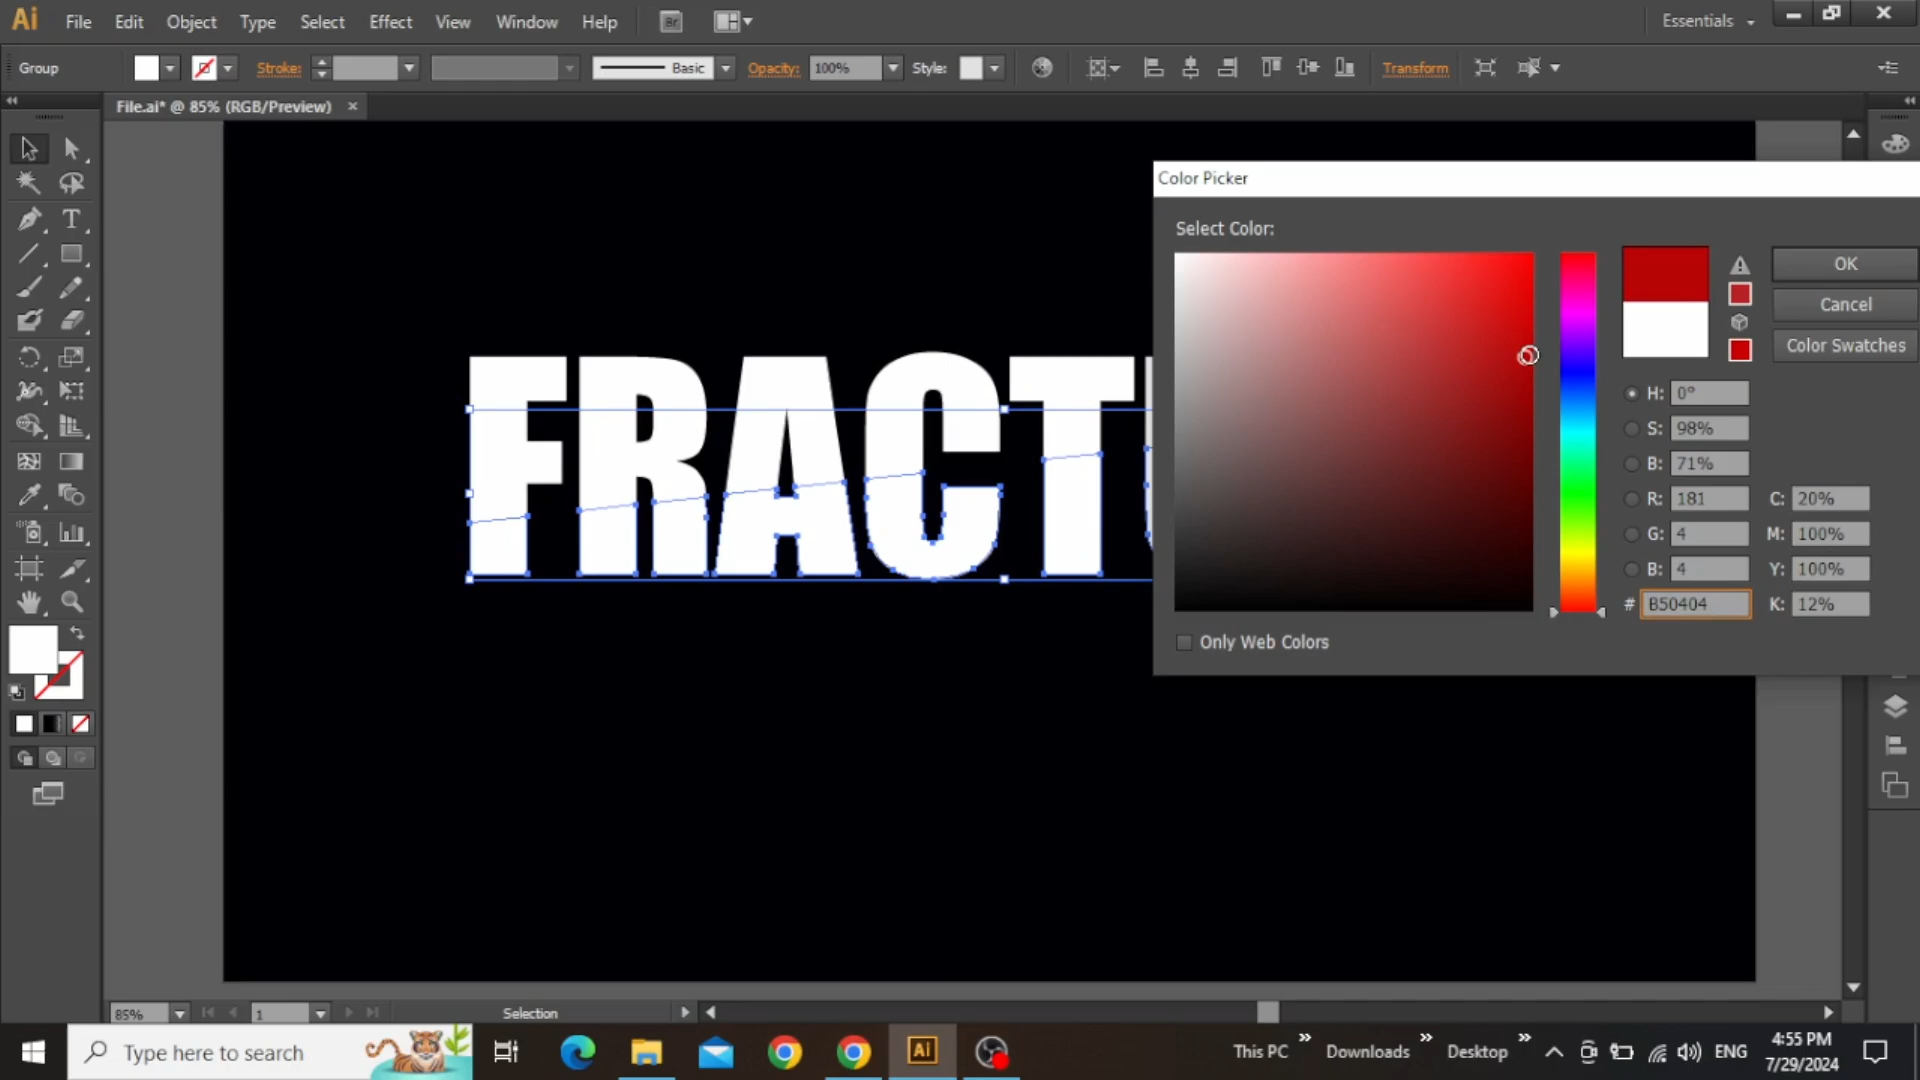 Ai File Edit Object Type Select Effect View Window Help Br Essentials
Group Stroke: Basic Opacity: 100% Style: Transform
File.ai* @ 85% (RGB/Preview)
Color Picker
Select Color:
OK
Cancel
Color Swatches
H: 0°
S: 98%
B: 71%
R: 181 C: 20%
G: 4 M: 100%
B: 4 Y: 100%
# B50404 K: 12%
Only Web Colors
FRACTU
85% 1 Selection
Type here to search Ai This PC Downloads Desktop ENG 4:55 PM
7/29/2024